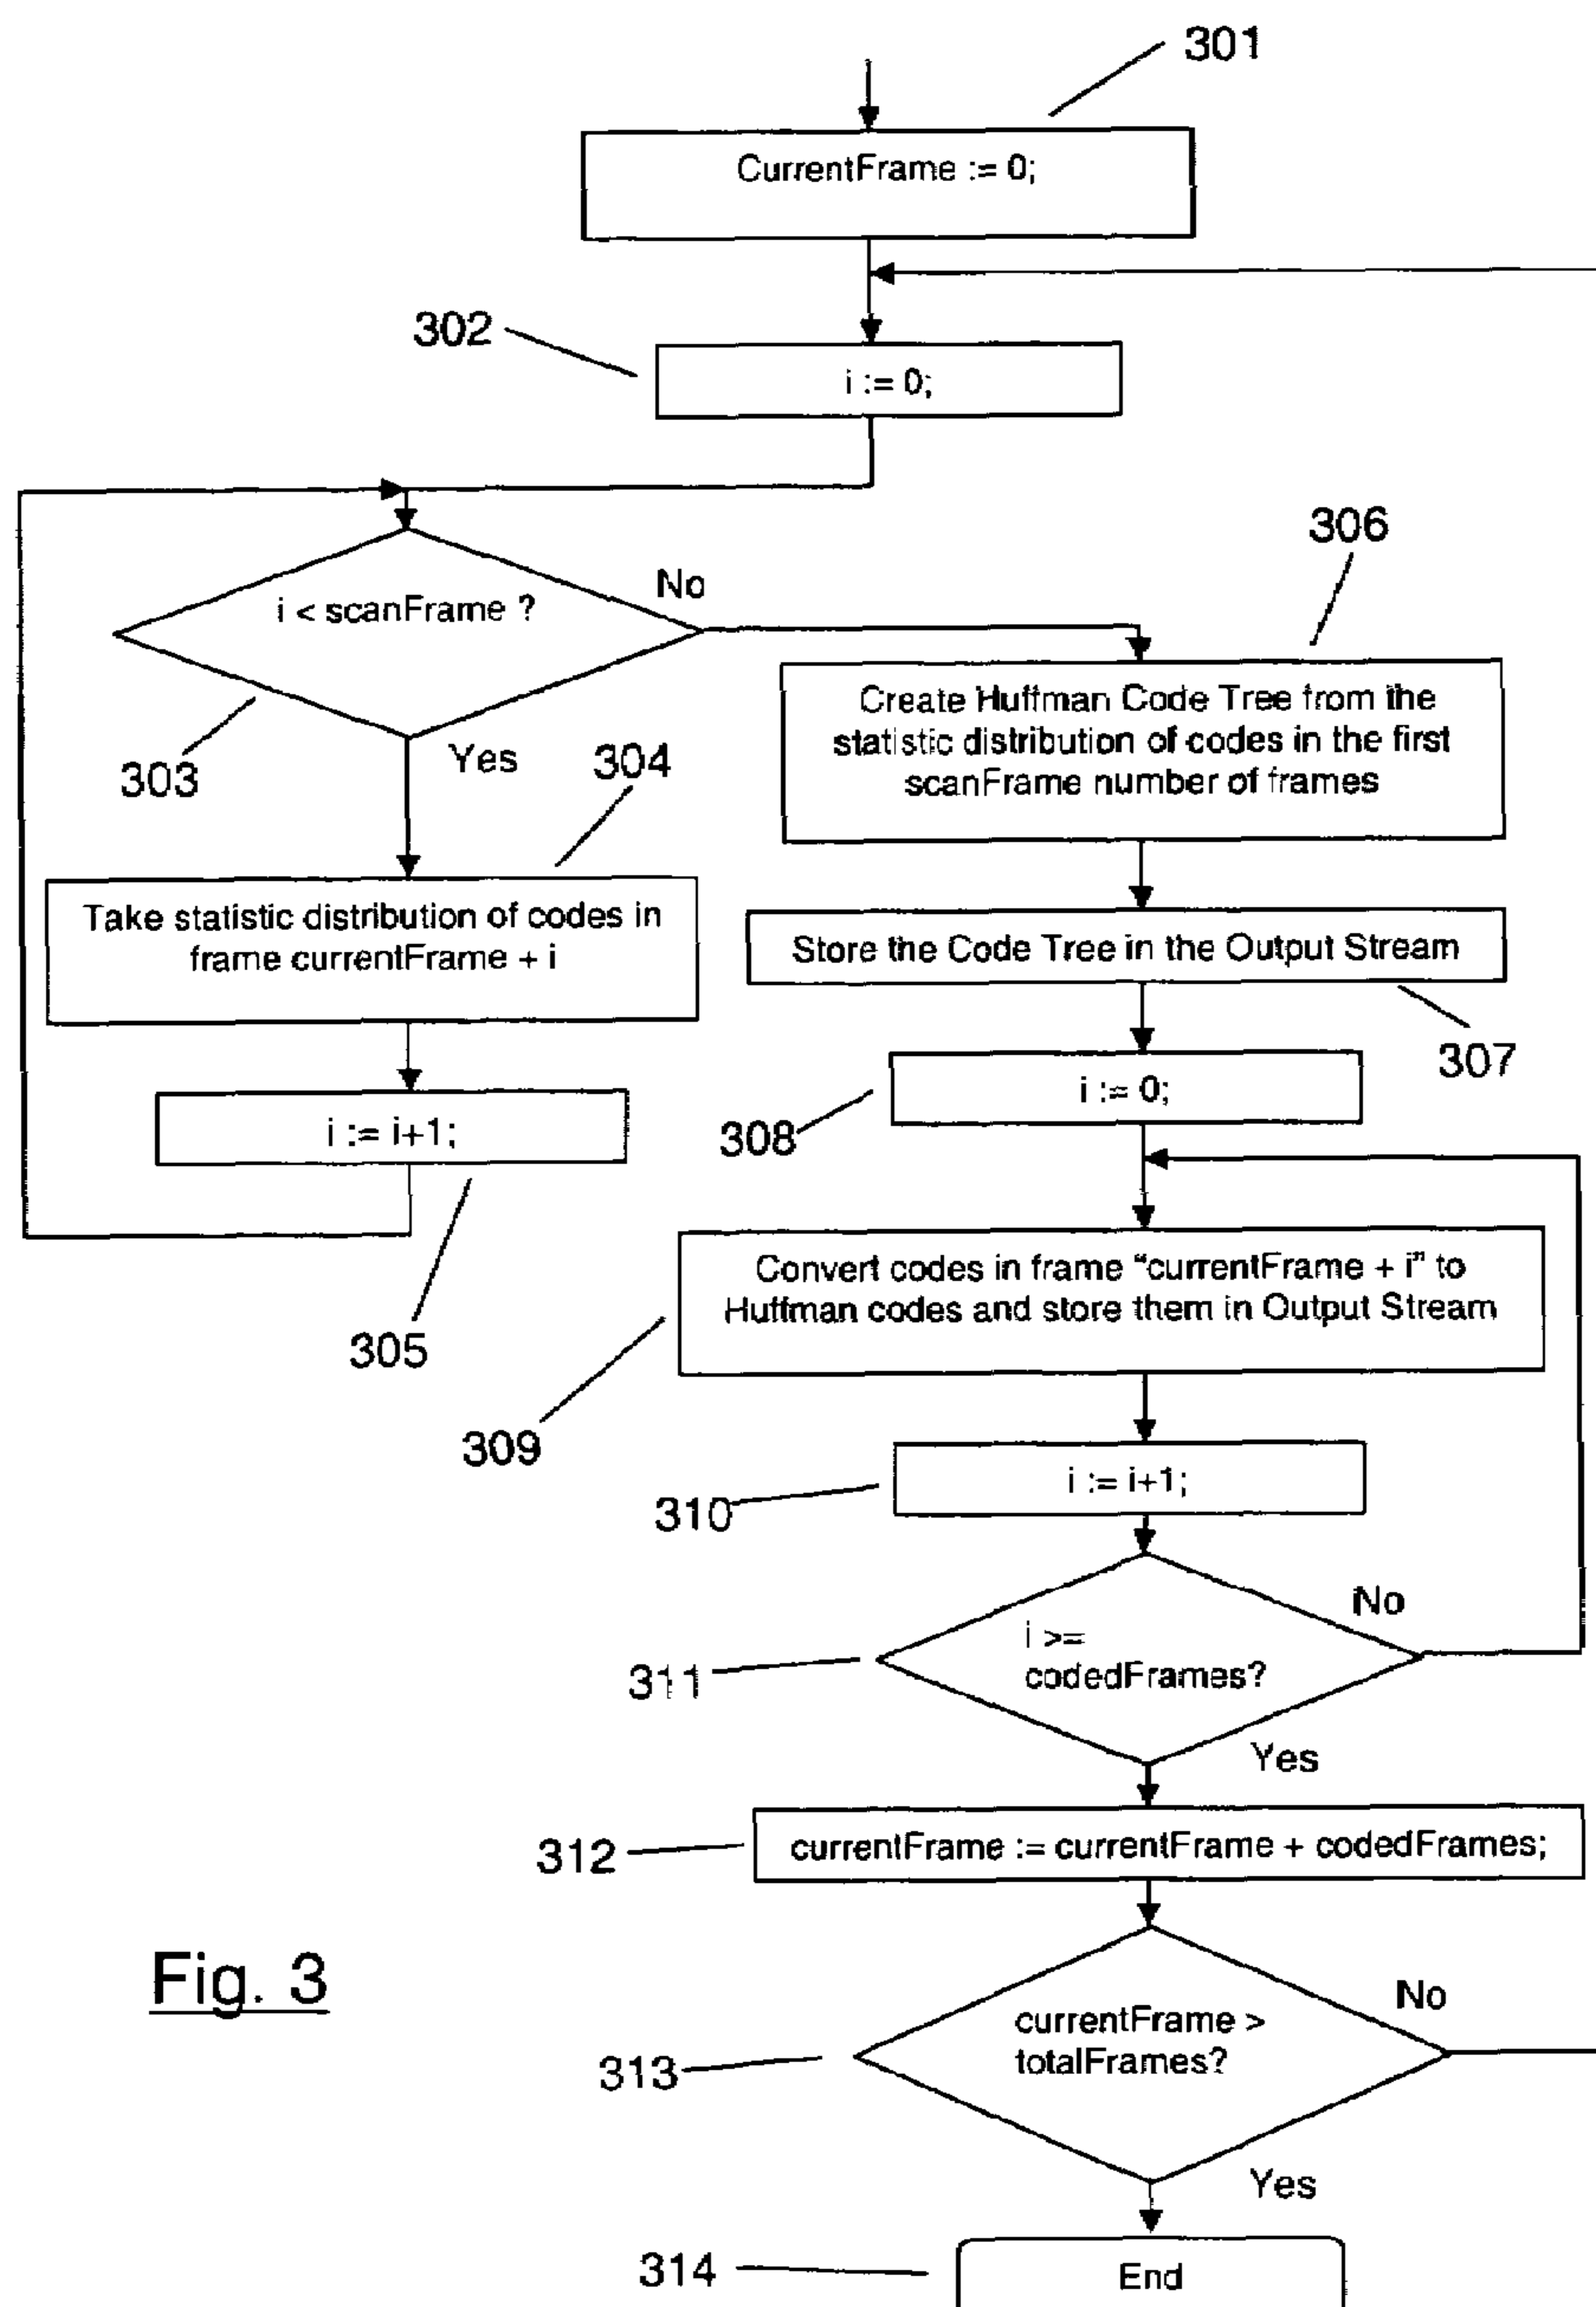 301
CurrentFrame := 0;
302
i := 0;
306
i < scanFrame ?
No
Create Huffman Code Tree from the
statistic distribution of codes in the first
scanFrame number of frames
303
Yes
304
Take statistic distribution of codes in
frame currentFrame + i
Store the Code Tree in the Output Stream
307
i := i+1;
305
308
i := 0;
Convert codes in frame “currentFrame + i” to
Huffman codes and store them in Output Stream
309
310
i := i+1;
311
i >=
codedFrames?
No
Yes
312
currentFrame := currentFrame + codedFrames;
Fig. 3
313
currentFrame >
totalFrames?
No
Yes
314
End